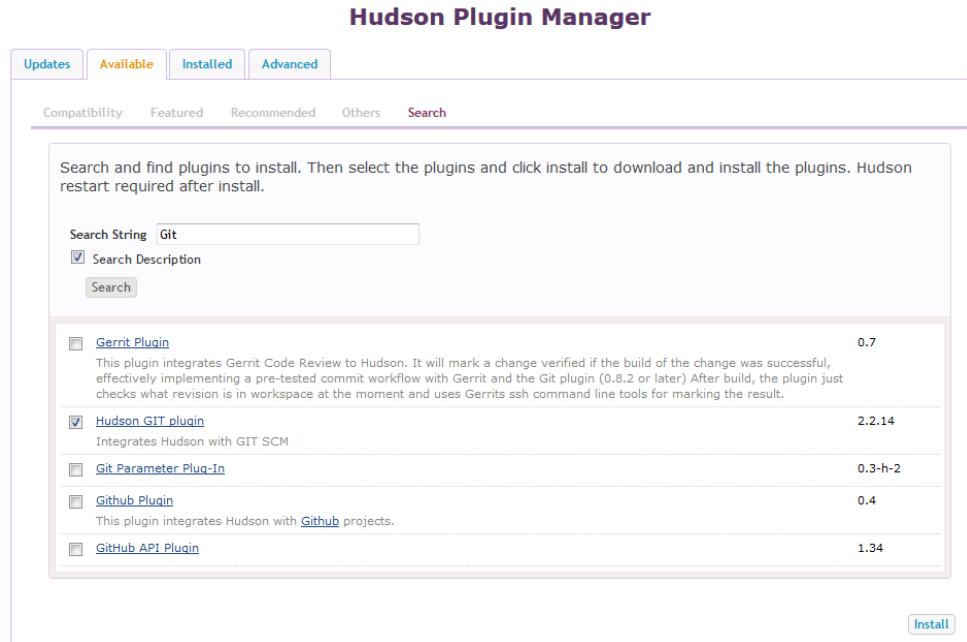 Hudson Plugin Manager
Updates Available Installed Advanced
Compatibility Featured Recommended Others Search
Search and find plugins to install. Then select the plugins and click install to download and install the plugins. Hudson
restart required after install.
Search String Git
Search Description
Search
Gerrit Plugin 0.7
This plugin integrates Gerrit Code Review to Hudson. It will mark a change verified if the build of the change was successful,
effectively implementing a pre-tested commit workflow with Gerrit and the Git plugin (0.8.2 or later) After build, the plugin just
checks what revision is in workspace at the moment and uses Gerrits ssh command line tools for marking the result.
Hudson GIT plugin 2.2.14
Integrates Hudson with GIT SCM
Git Parameter Plug-In 0.3-h-2
Github Plugin 0.4
This plugin integrates Hudson with Github projects.
GitHub API Plugin 1.34
Install